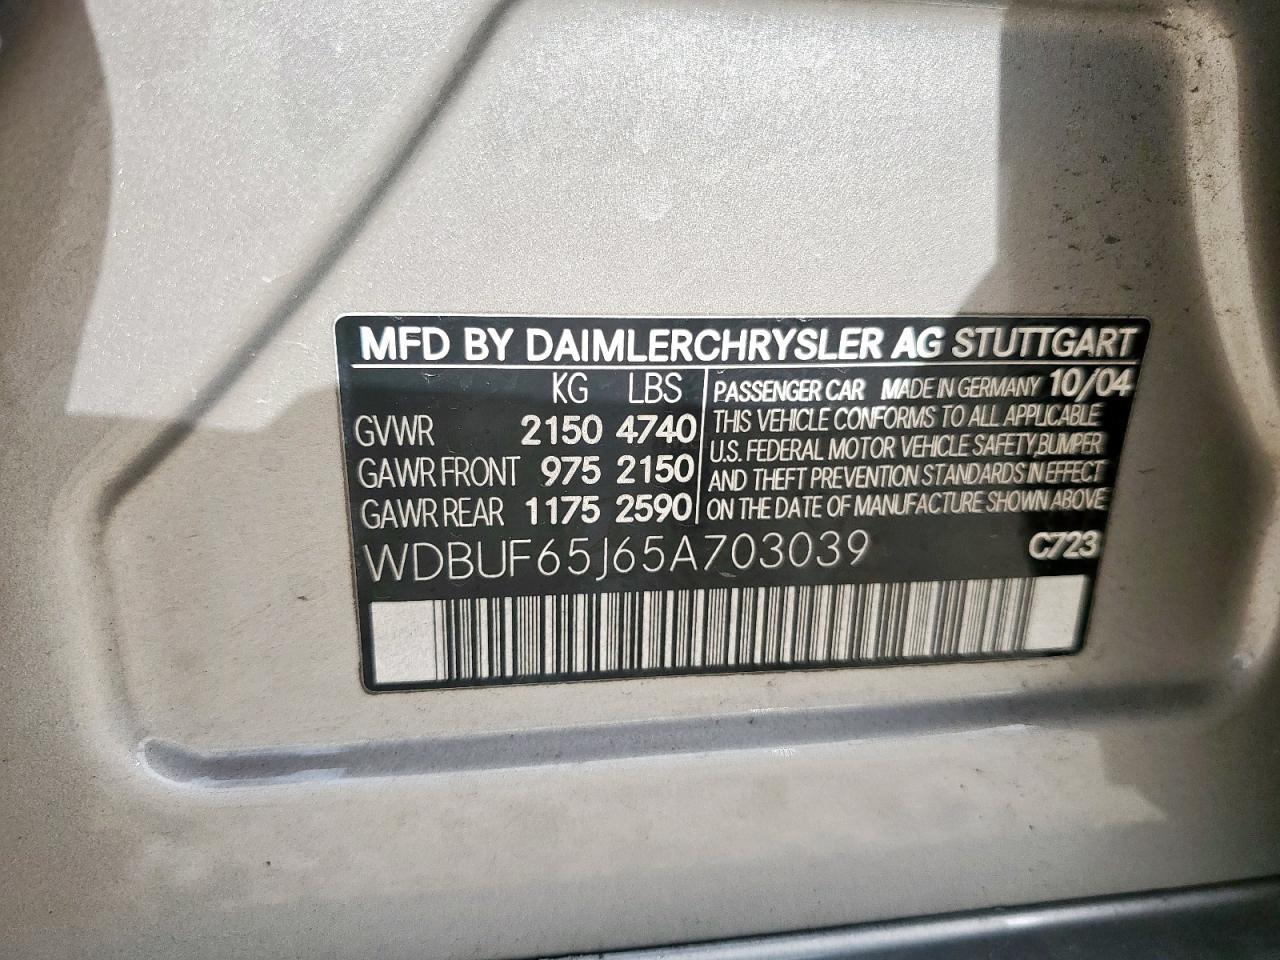 MFD BY DAIMLERCHRYSLER AG STUTTGART
KG LBS
GVWR 2150 4740
GAWR FRONT 975 2150
GAWR REAR 1175 2590
PASSENGER CAR MADE IN GERMANY 10/04
THIS VEHICLE CONFORMS TO ALL APPLICABLE
U.S. FEDERAL MOTOR VEHICLE SAFETY,BUMPER
AND THEFT PREVENTION STANDARDS IN EFFECT
ON THE DATE OF MANUFACTURE SHOWN ABOVE
WDBUF65J65A703039 C723